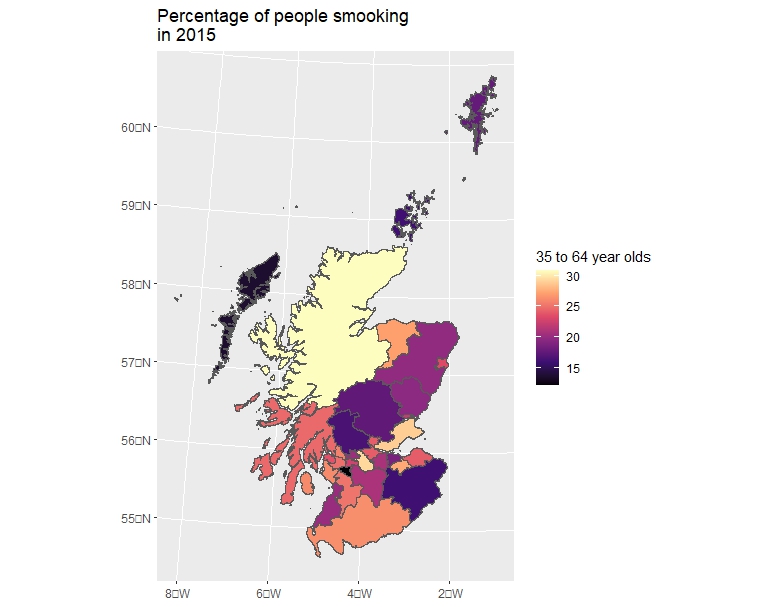 Percentage of people smooking
in 2015
60□N
59□N
58□N
57□N
56□N
55□N
8□W
6□W
4□W
2□W
35 to 64 year olds
30
25
20
15